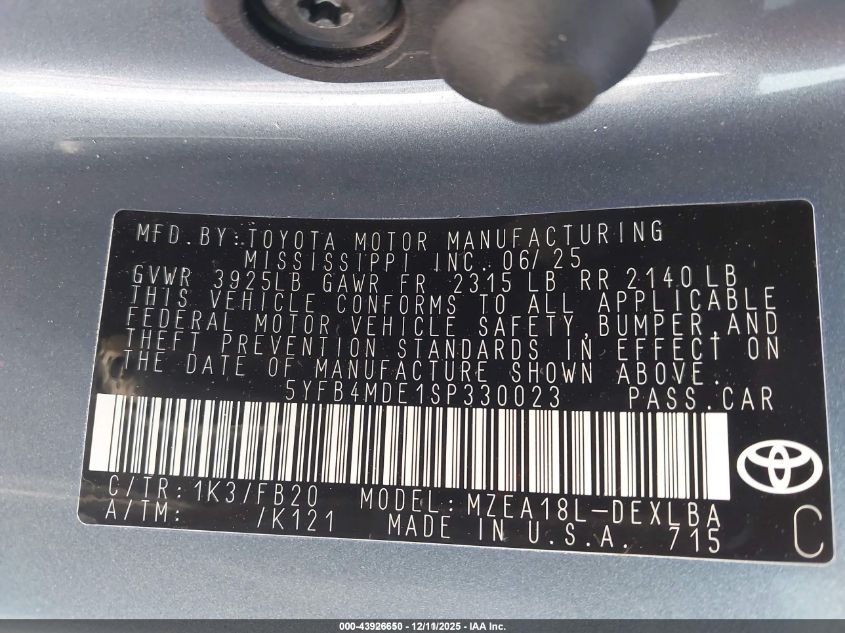 MFD. BY: TOYOTA MOTOR MANUFACTURING
MISSISSIPPI INC. 06/25
GVWR 3925LB GAWR FR 2315 LB RR 2140 LB
THIS VEHICLE CONFORMS TO ALL APPLICABLE
FEDERAL MOTOR VEHICLE SAFETY, BUMPER, AND
THEFT PREVENTION STANDARDS IN EFFECT ON
THE DATE OF MANUFACTURE SHOWN ABOVE.
5YFB4MDE1SP330023 PASS.CAR
C/TR: 1K3/FB20 MODEL: MZEA18L-DEXLBA
A/TM: /K121 MADE IN U.S.A. 715 C
000-43926650 - 12/11/2025 - IAA Inc.